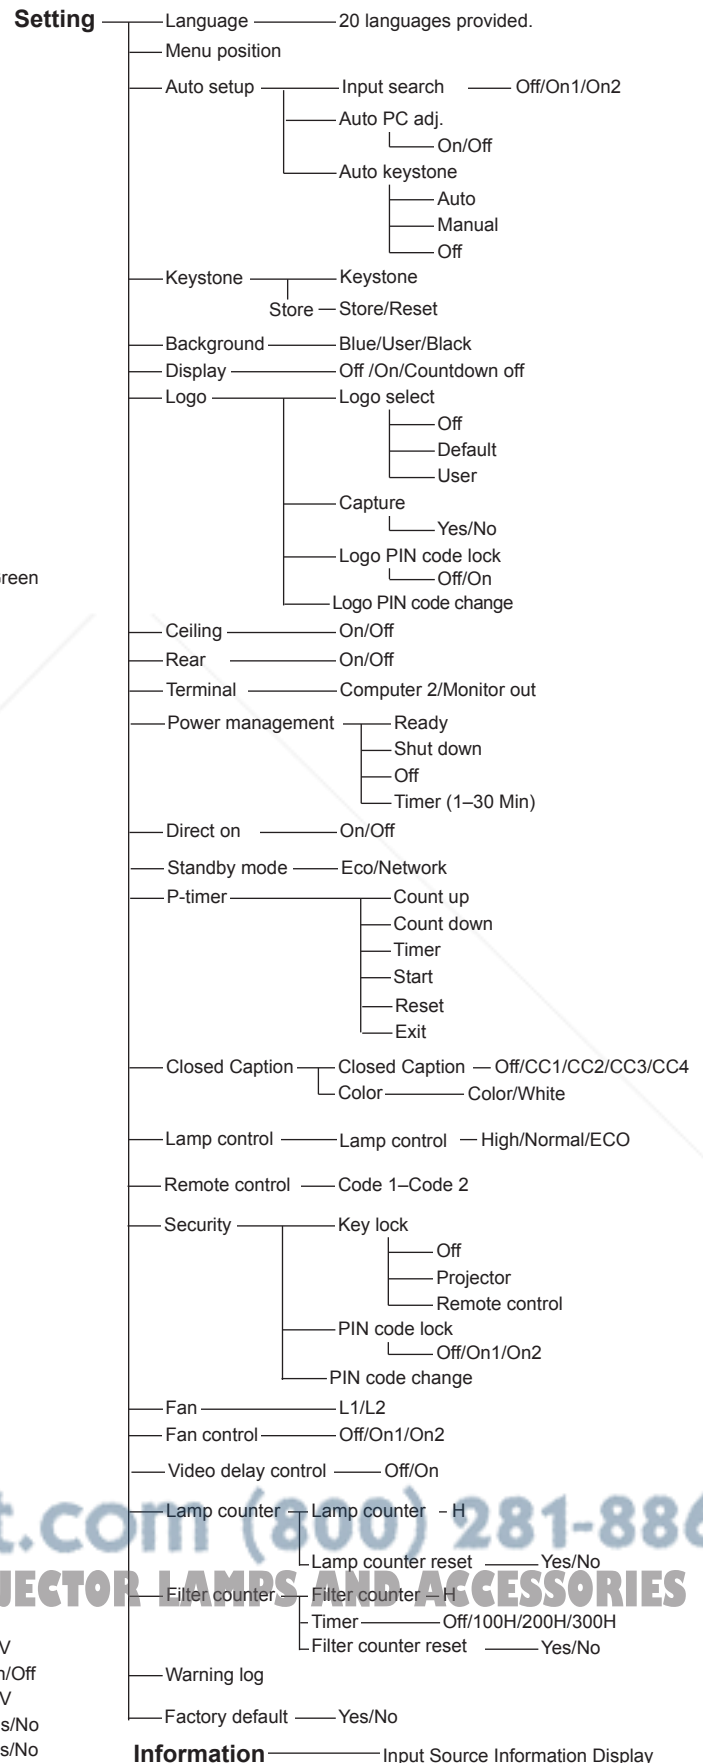 Setting Language 20 languages provided.
Menu position
Auto setup Input search Off/On1/On2
Auto PC adj.
On/Off
Auto keystone
Auto
Manual
Off
Keystone Keystone
Store Store/Reset
Background Blue/User/Black
Display Off /On/Countdown off
Logo Logo select
Off
Default
User
Capture
Yes/No
Logo PIN code lock
Off/On
reen
Logo PIN code change
Ceiling On/Off
Rear On/Off
Terminal Computer 2/Monitor out
Power management Ready
Shut down
Off
Timer (1–30 Min)
Direct on On/Off
Standby mode Eco/Network
P-timer Count up
Count down
Timer
Start
Reset
Exit
Closed Caption Closed Caption Off/CC1/CC2/CC3/CC4
Color Color/White
Lamp control Lamp control High/Normal/ECO
Remote control Code 1–Code 2
Security Key lock
Off
Projector
Remote control
PIN code lock
Off/On1/On2
PIN code change
Fan L1/L2
Fan control Off/On1/On2
Video delay control Off/On
t.com (800) 281-886
Lamp counter Lamp counter H
Lamp counter reset Yes/No
JECTOR LAMPS AND ACCESSORIES
Filter counter Filter counter H
Timer Off/100H/200H/300H
Filter counter reset Yes/No
V
n/Off
Warning log
V
s/No
Factory default Yes/No
s/No
Information Input Source Information Display